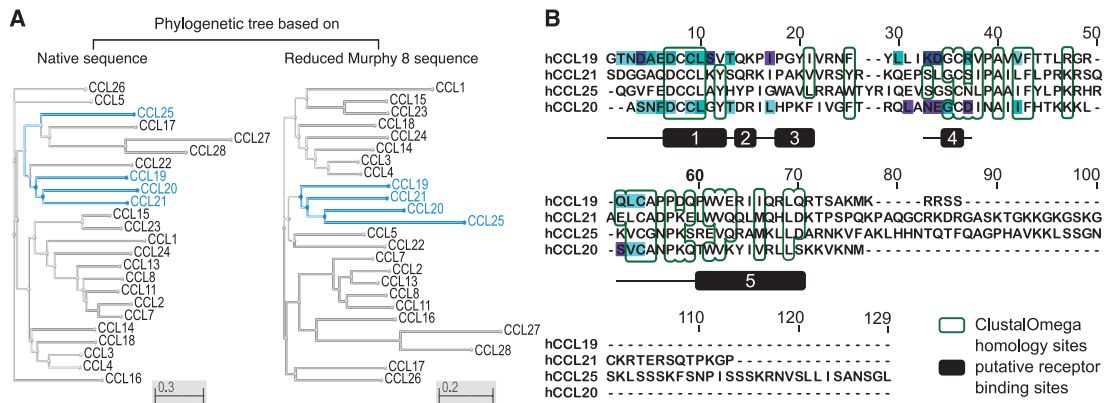 A
Phylogenetic tree based on
Native sequence
Reduced Murphy 8 sequence
CCL26
CCL5
CCL25
CCL17
CCL27
CCL28
CCL22
CCL19
CCL20
CCL21
CCL15
CCL23
CCL1
CCL24
CCL13
CCL8
CCL11
CCL2
CCL7
CCL14
CCL18
CCL3
CCL4
CCL16
0.3
CCL1
CCL15
CCL23
CCL18
CCL24
CCL14
CCL3
CCL4
CCL19
CCL21
CCL20
CCL25
CCL5
CCL22
CCL7
CCL2
CCL13
CCL8
CCL11
CCL16
CCL27
CCL28
CCL17
CCL26
0.2
B
10 20 30 40 50
hCCL19 GTNDAEDCCLSVTQKPIPGYIVRNF--YLLIKDGCRVPAVVFTTLRGR-
hCCL21 SDGGAQDCCLKYSQRKIPAKVVRSYR-KQEPSLGCSIPAILFLPRKRSQ
hCCL25 -QGVFEDCCLAYHYPIGWAVLRRAWTYRIQEVSGSCNLPAAIFYLPKRHR
hCCL20 --ASNFDCCLGYTDRILHPKFIVGFT--RQLANEGCDINAIIFHTKKKL-
1 2 3 4
60 70 80 90 100
hCCL19 QLCAPPDQPWVERIIQRLQRTSAKMK-----RRSS---------------
hCCL21 AELCADPKELWVQQLMQHLDKTPSPQKPAQGCRKDRGASKTGKKGKGSKG
hCCL25 -KVCGNPKSREVQRAMKLLDARNKVFAKLHHNTQTFQAGPHAVKKLSSGN
hCCL20 SVCANPKQTWVKYIVRLLSKKVKNM-------------------------
5
110 120 129
hCCL19 -----------------------------
hCCL21 CKRTERSQTPKGP----------------
hCCL25 SKLSSSKFSNPISSSKRNVSLLISANSGL
hCCL20 -----------------------------
ClustalOmega
homology sites
putative receptor
binding sites